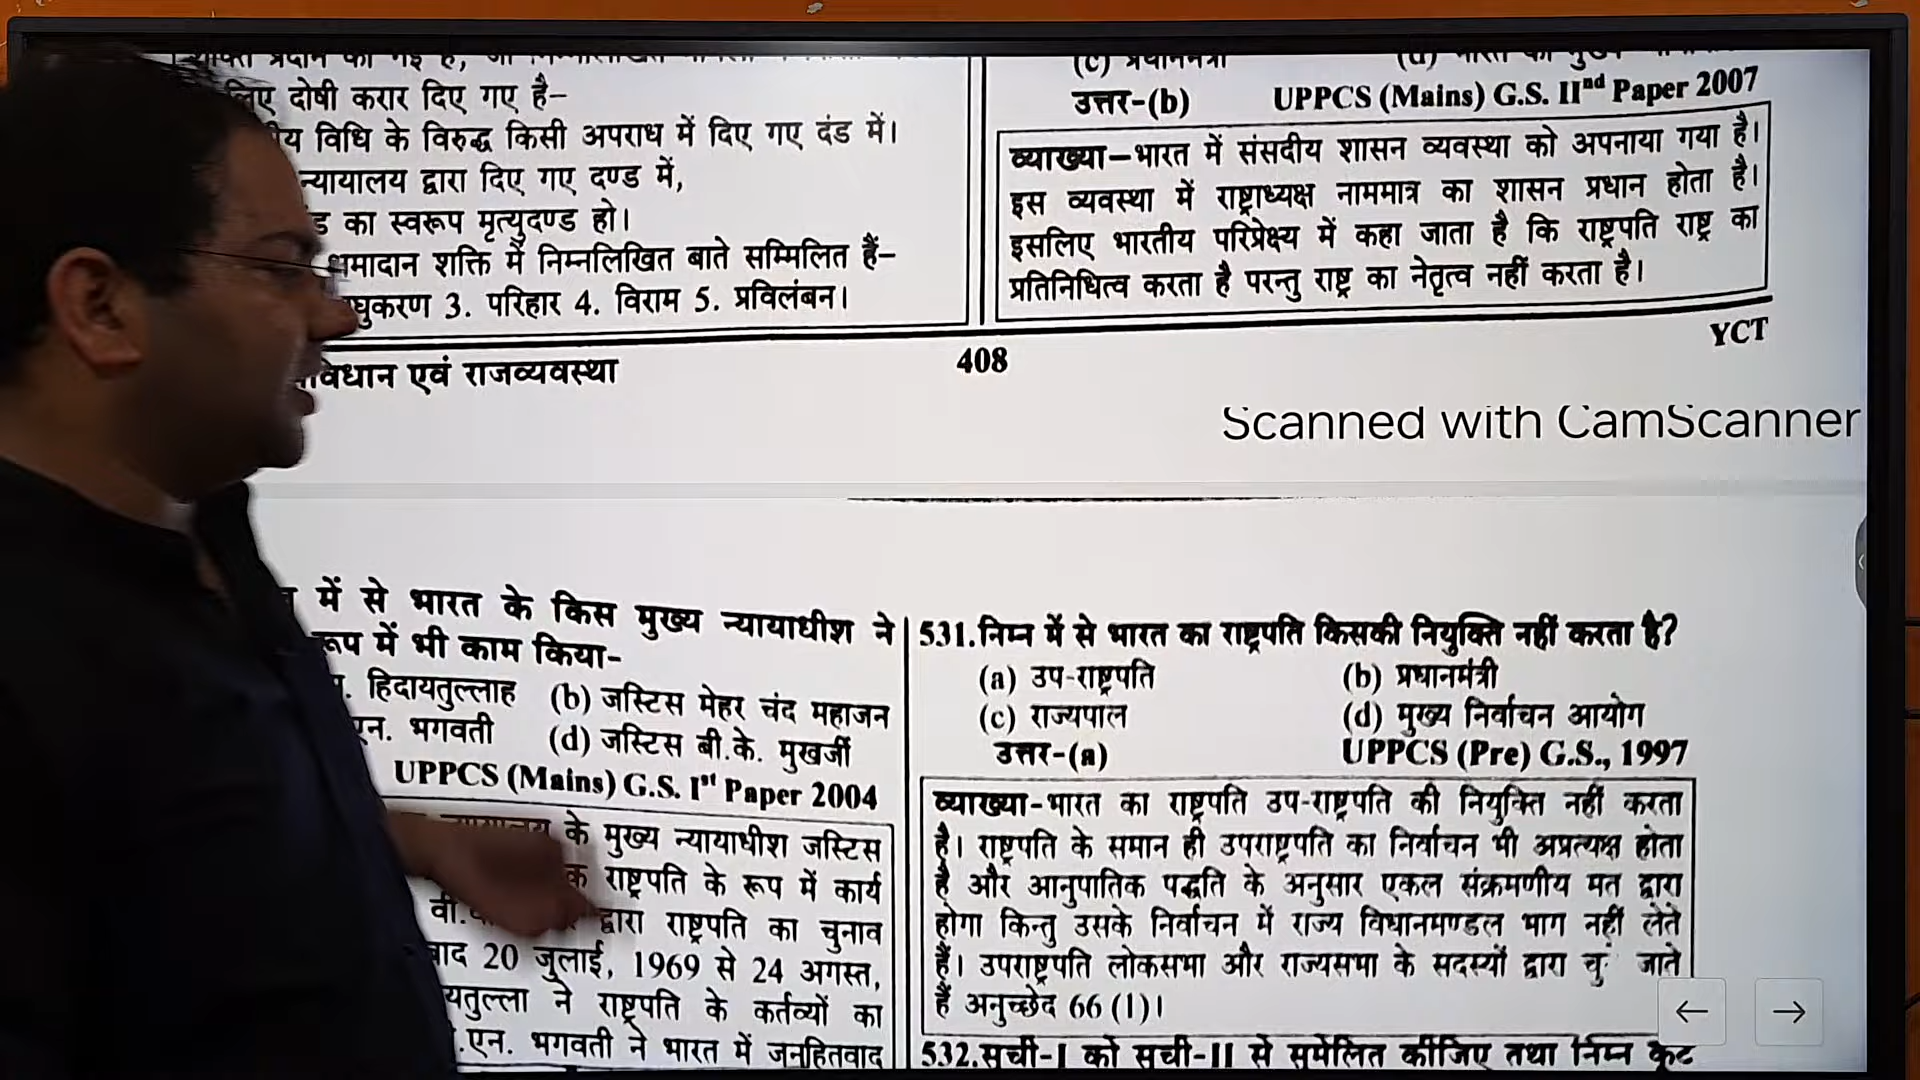 लिए दोषी करार दिए गए है–
विधि के विरुद्ध किसी अपराध में दिए गए दंड में।
न्यायालय द्वारा दिए गए दण्ड में,
का स्वरूप मृत्युदण्ड हो।
शक्ति में निम्नलिखित बाते सम्मिलित हैं–
3. परिहार 4. विराम 5. प्रविलंबन।
एवं राजव्यवस्था
(c) प्रधानमंत्री
उत्तर-(b) UPPCS (Mains) G.S. IInd Paper 2007
व्याख्या–भारत में संसदीय शासन व्यवस्था को अपनाया गया है।
इस व्यवस्था में राष्ट्राध्यक्ष नाममात्र का शासन प्रधान होता है।
इसलिए भारतीय परिप्रेक्ष्य में कहा जाता है कि राष्ट्रपति राष्ट्र का
प्रतिनिधित्व करता है परन्तु राष्ट्र का नेतृत्व नहीं करता है।
408
YCT
Scanned with CamScanner
में से भारत के किस मुख्य न्यायाधीश ने
रूप में भी काम किया-
हिदायतुल्लाह (b) जस्टिस मेहर चंद महाजन
एन. भगवती (d) जस्टिस बी.के. मुखर्जी
UPPCS (Mains) G.S. Ist Paper 2004
के मुख्य न्यायाधीश जस्टिस
राष्ट्रपति के रूप में कार्य
द्वारा राष्ट्रपति का चुनाव
20 जुलाई, 1969 से 24 अगस्त,
ने राष्ट्रपति के कर्तव्यों का
.एन. भगवती ने भारत में जनहितवाद
531.निम्न में से भारत का राष्ट्रपति किसकी नियुक्ति नहीं करता है?
(a) उप-राष्ट्रपति (b) प्रधानमंत्री
(c) राज्यपाल (d) मुख्य निर्वाचन आयोग
उत्तर-(a) UPPCS (Pre) G.S., 1997
व्याख्या-भारत का राष्ट्रपति उप-राष्ट्रपति की नियुक्ति नहीं करता
है। राष्ट्रपति के समान ही उपराष्ट्रपति का निर्वाचन भी अप्रत्यक्ष होता
है और आनुपातिक पद्धति के अनुसार एकल संक्रमणीय मत द्वारा
होगा किन्तु उसके निर्वाचन में राज्य विधानमण्डल भाग नहीं लेते
हैं। उपराष्ट्रपति लोकसभा और राज्यसभा के सदस्यों द्वारा जाते
हैं अनुच्छेद 66 (1)।
532.सूची-I को सूची-II से सुमेलित कीजिए तथा निम्न कूट